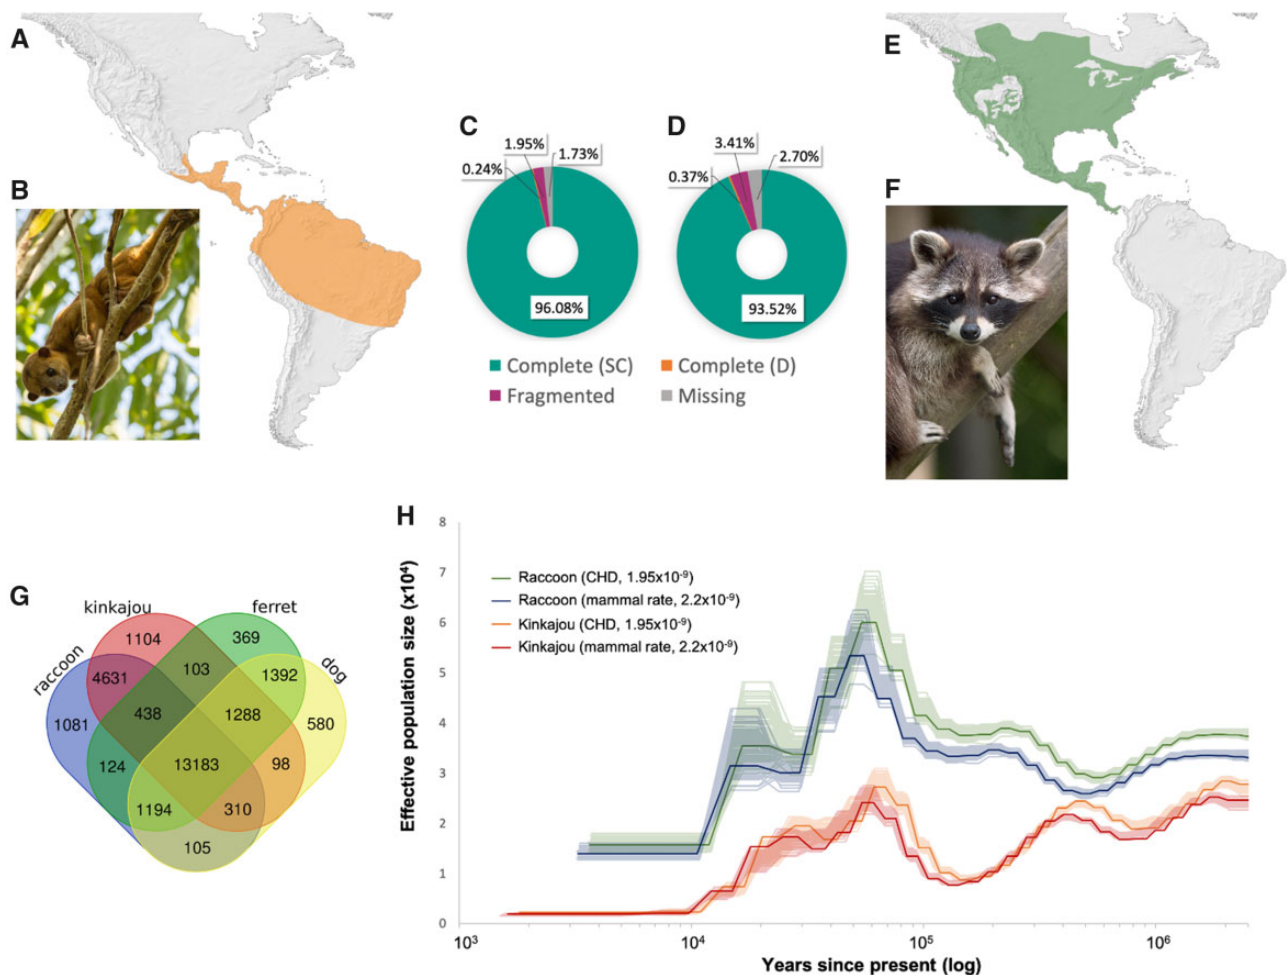 A
E
C
D
1.95%
1.73%
0.24%
3.41%
2.70%
0.37%
B
F
96.08%
93.52%
Complete (SC)
Complete (D)
Fragmented
Missing
G
kinkajou
ferret
raccoon
dog
1104
369
4631
103
1392
1081
438
1288
580
124
13183
98
1194
310
105
H
Effective population size (x10⁴)
8
7
6
5
4
3
2
1
0
Raccoon (CHD, 1.95x10⁻⁹)
Raccoon (mammal rate, 2.2x10⁻⁹)
Kinkajou (CHD, 1.95x10⁻⁹)
Kinkajou (mammal rate, 2.2x10⁻⁹)
10³
10⁴
10⁵
10⁶
Years since present (log)